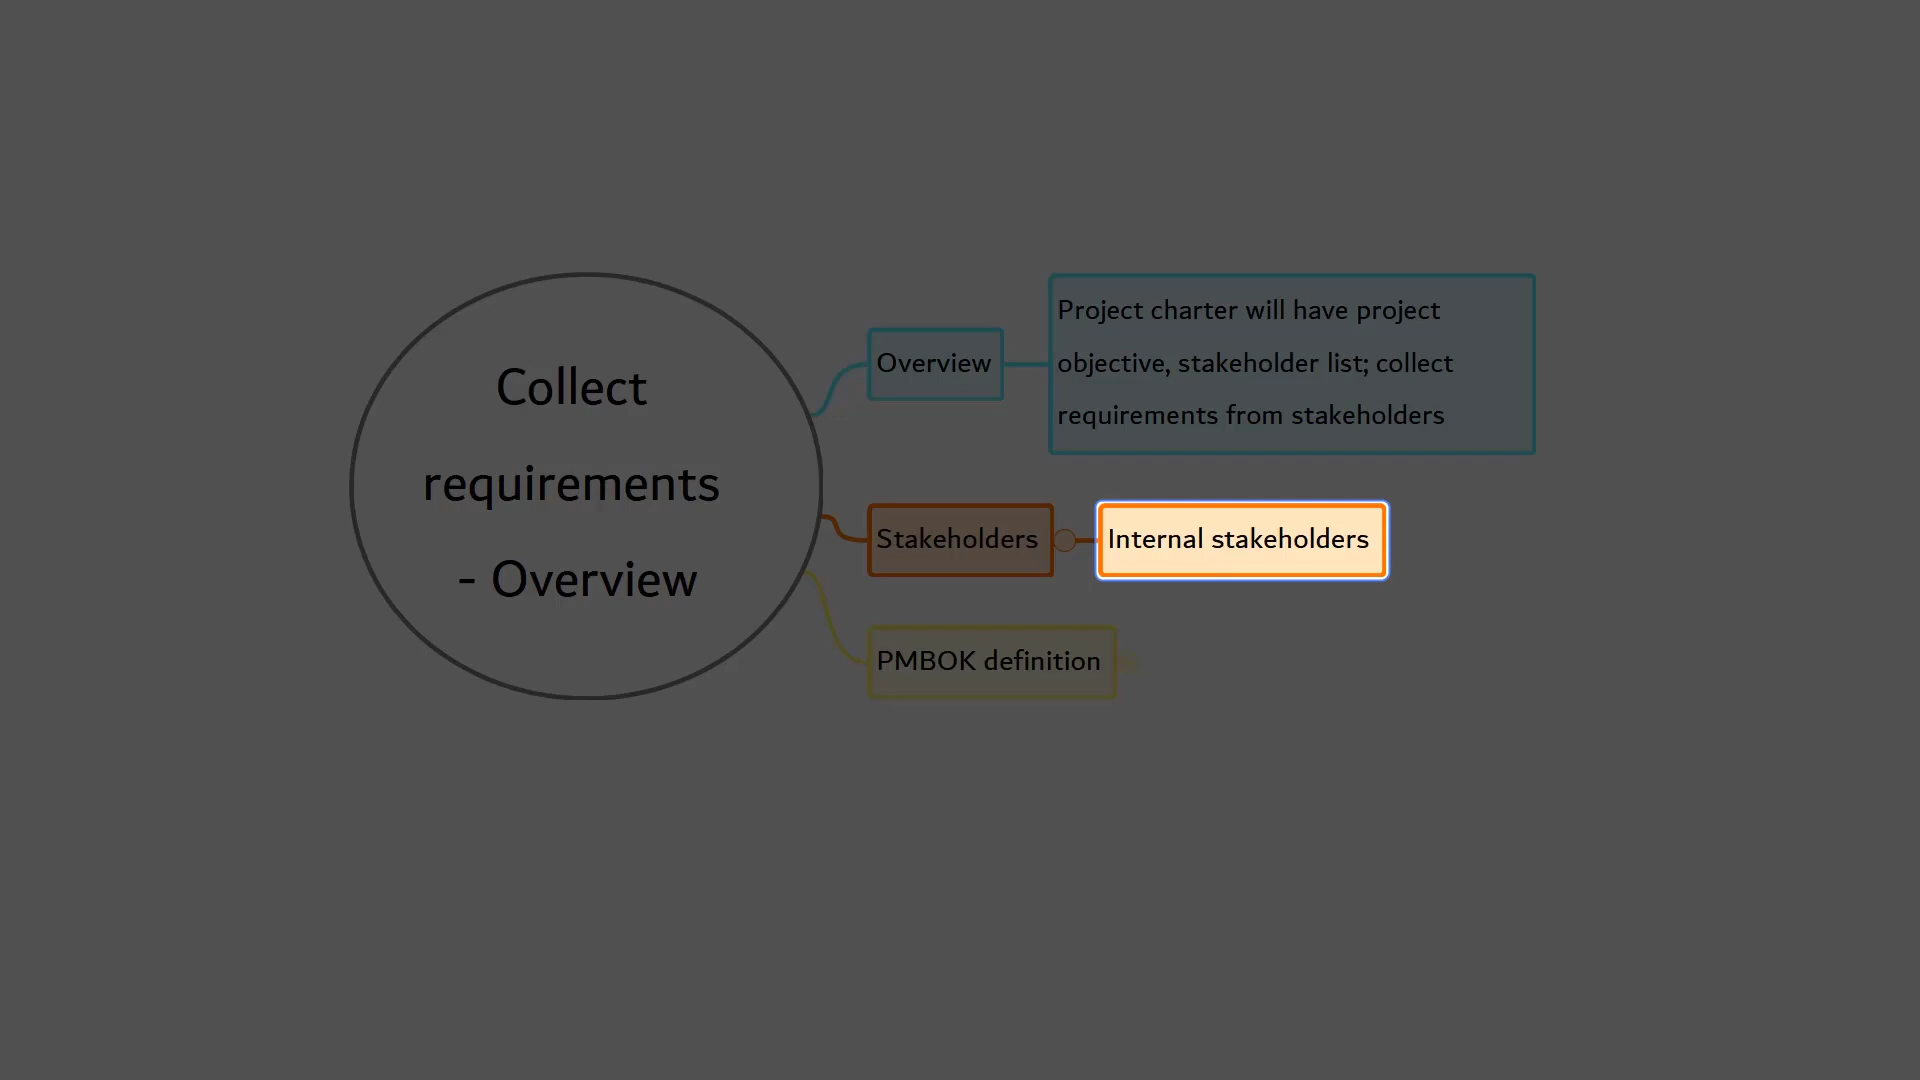 Collect
requirements
- Overview
Overview
Project charter will have project
objective, stakeholder list; collect
requirements from stakeholders
Stakeholders
Internal stakeholders
PMBOK definition